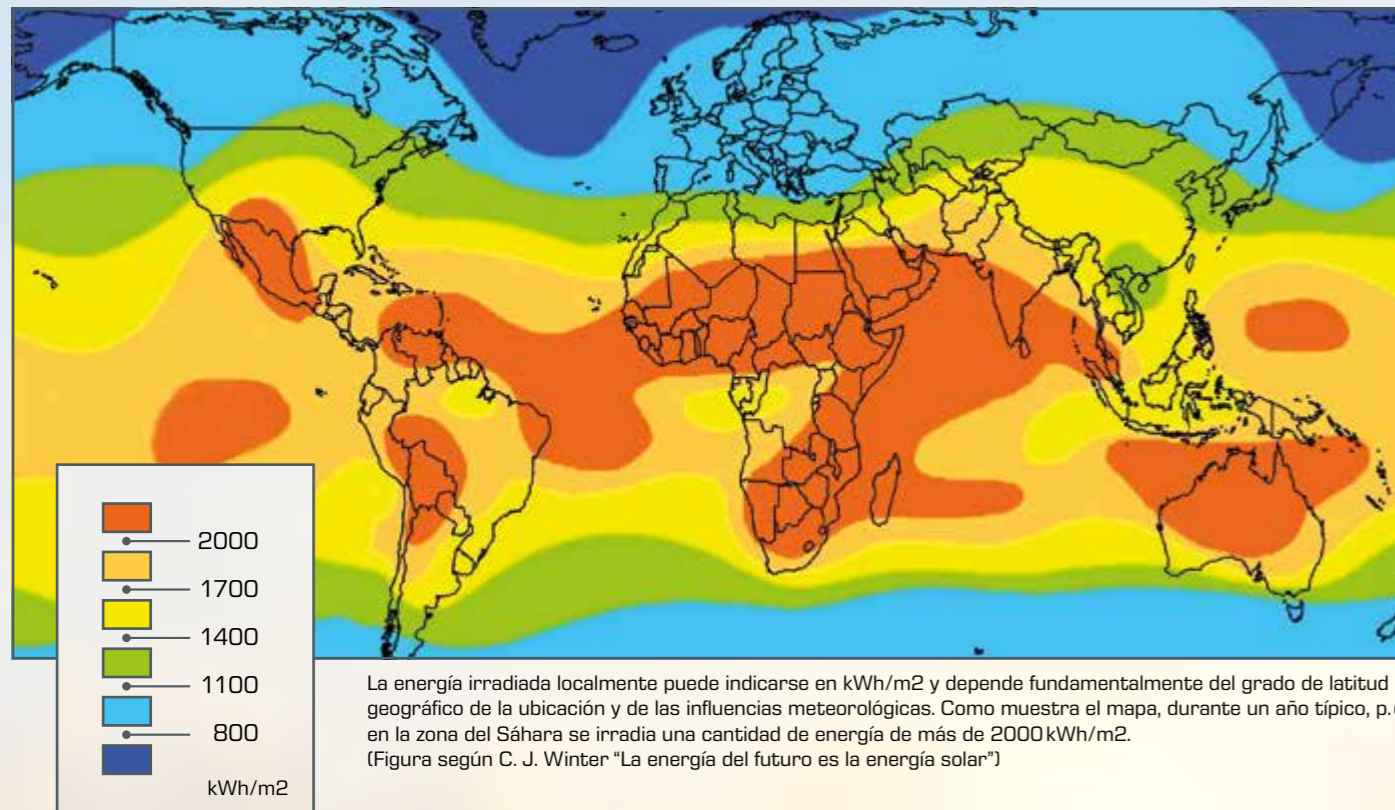 2000
1700
1400
1100
800
kWh/m2
La energía irradiada localmente puede indicarse en kWh/m2 y depende fundamentalmente del grado de latitud
geográfico de la ubicación y de las influencias meteorológicas. Como muestra el mapa, durante un año típico, p.e
en la zona del Sáhara se irradia una cantidad de energía de más de 2000 kWh/m2.
(Figura según C. J. Winter “La energía del futuro es la energía solar”)